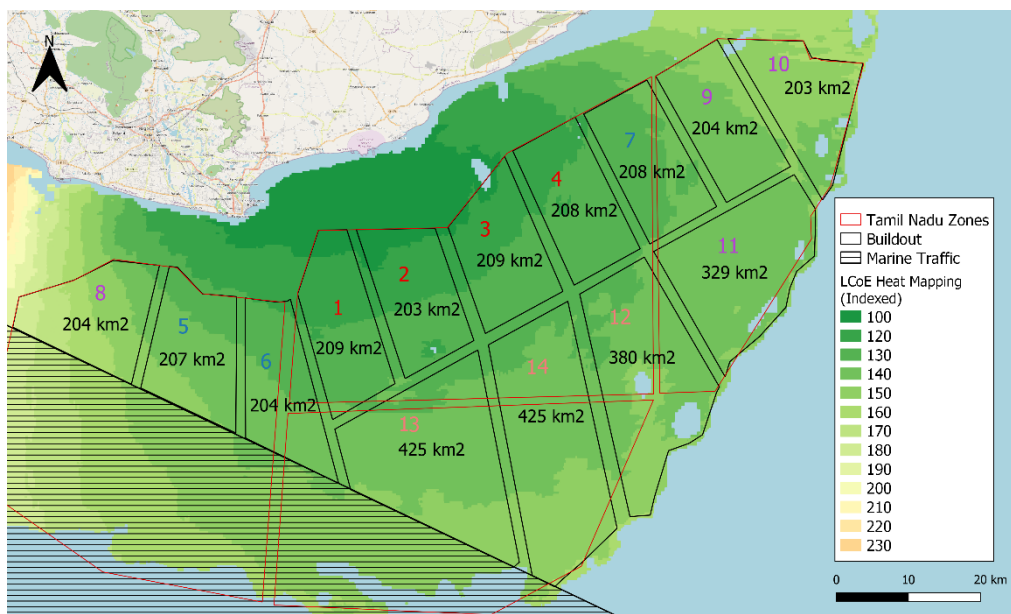 N
10
203 km2
9
204 km2
7
208 km2
4
208 km2
3
209 km2
2
203 km2
1
209 km2
11
329 km2
8
204 km2
5
207 km2
6
204 km2
12
380 km2
14
425 km2
13
425 km2
Tamil Nadu Zones
Buildout
Marine Traffic
LCoE Heat Mapping
(Indexed)
100
120
130
140
150
160
170
180
190
200
210
220
230
0 10 20 km